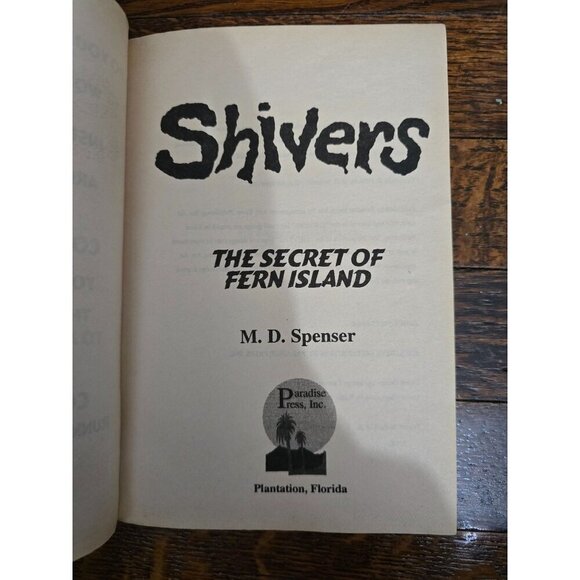 Shivers
THE SECRET OF
FERN ISLAND
M. D. Spenser
Paradise
Press, Inc.
Plantation, Florida